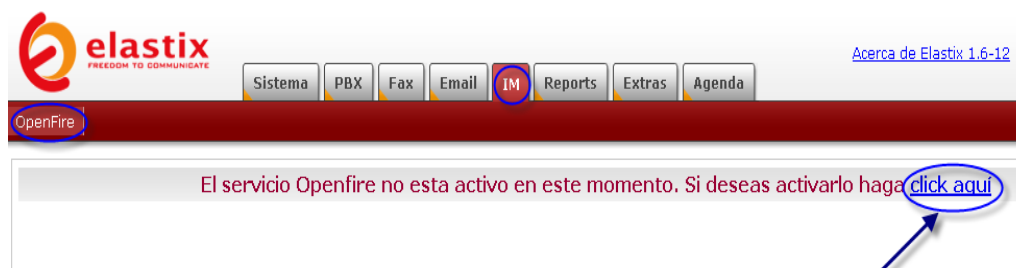 elastix
FREEDOM TO COMMUNICATE
Acerca de Elastix 1.6-12
Sistema PBX Fax Email IM Reports Extras Agenda
OpenFire
El servicio Openfire no esta activo en este momento. Si deseas activarlo haga click aquí